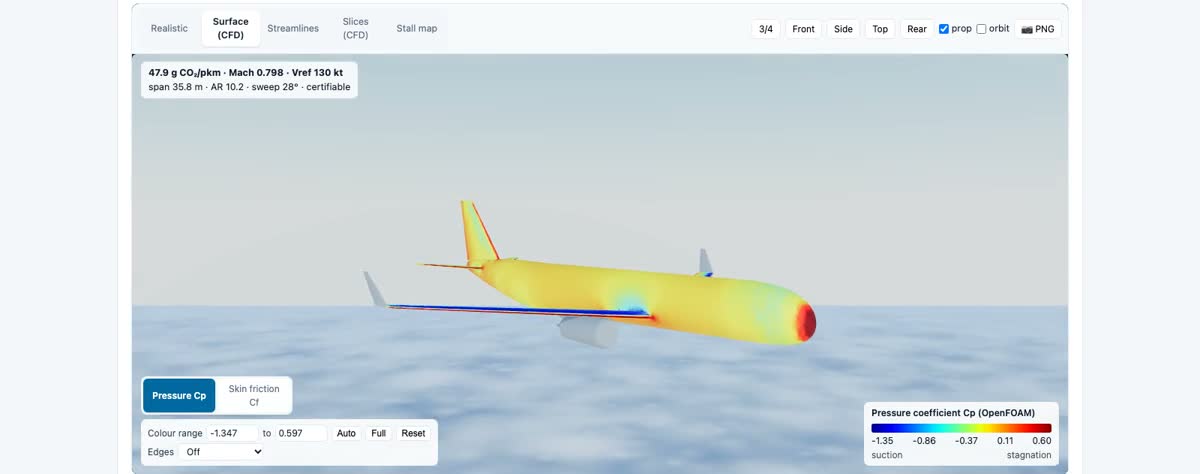 Realistic
Surface
(CFD)
Streamlines
Slices
(CFD)
Stall map
3/4
Front
Side
Top
Rear
prop
orbit
PNG
47.9 g CO₂/pkm · Mach 0.798 · Vref 130 kt
span 35.8 m · AR 10.2 · sweep 28° · certifiable
Pressure Cp
Skin friction
Cf
Colour range -1.347 to 0.597 Auto Full Reset
Edges Off
Pressure coefficient Cp (OpenFOAM)
-1.35 -0.86 -0.37 0.11 0.60
suction stagnation